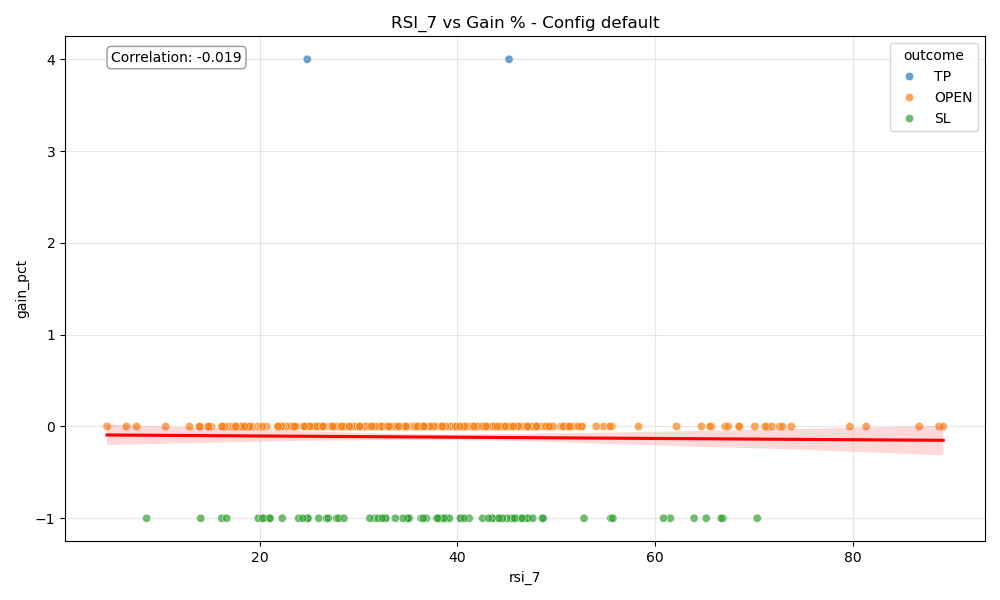 RSI_7 vs Gain % - Config default
Correlation: -0.019
outcome
TP
OPEN
SL
4
3
2
1
0
−1
gain_pct
20
40
60
80
rsi_7